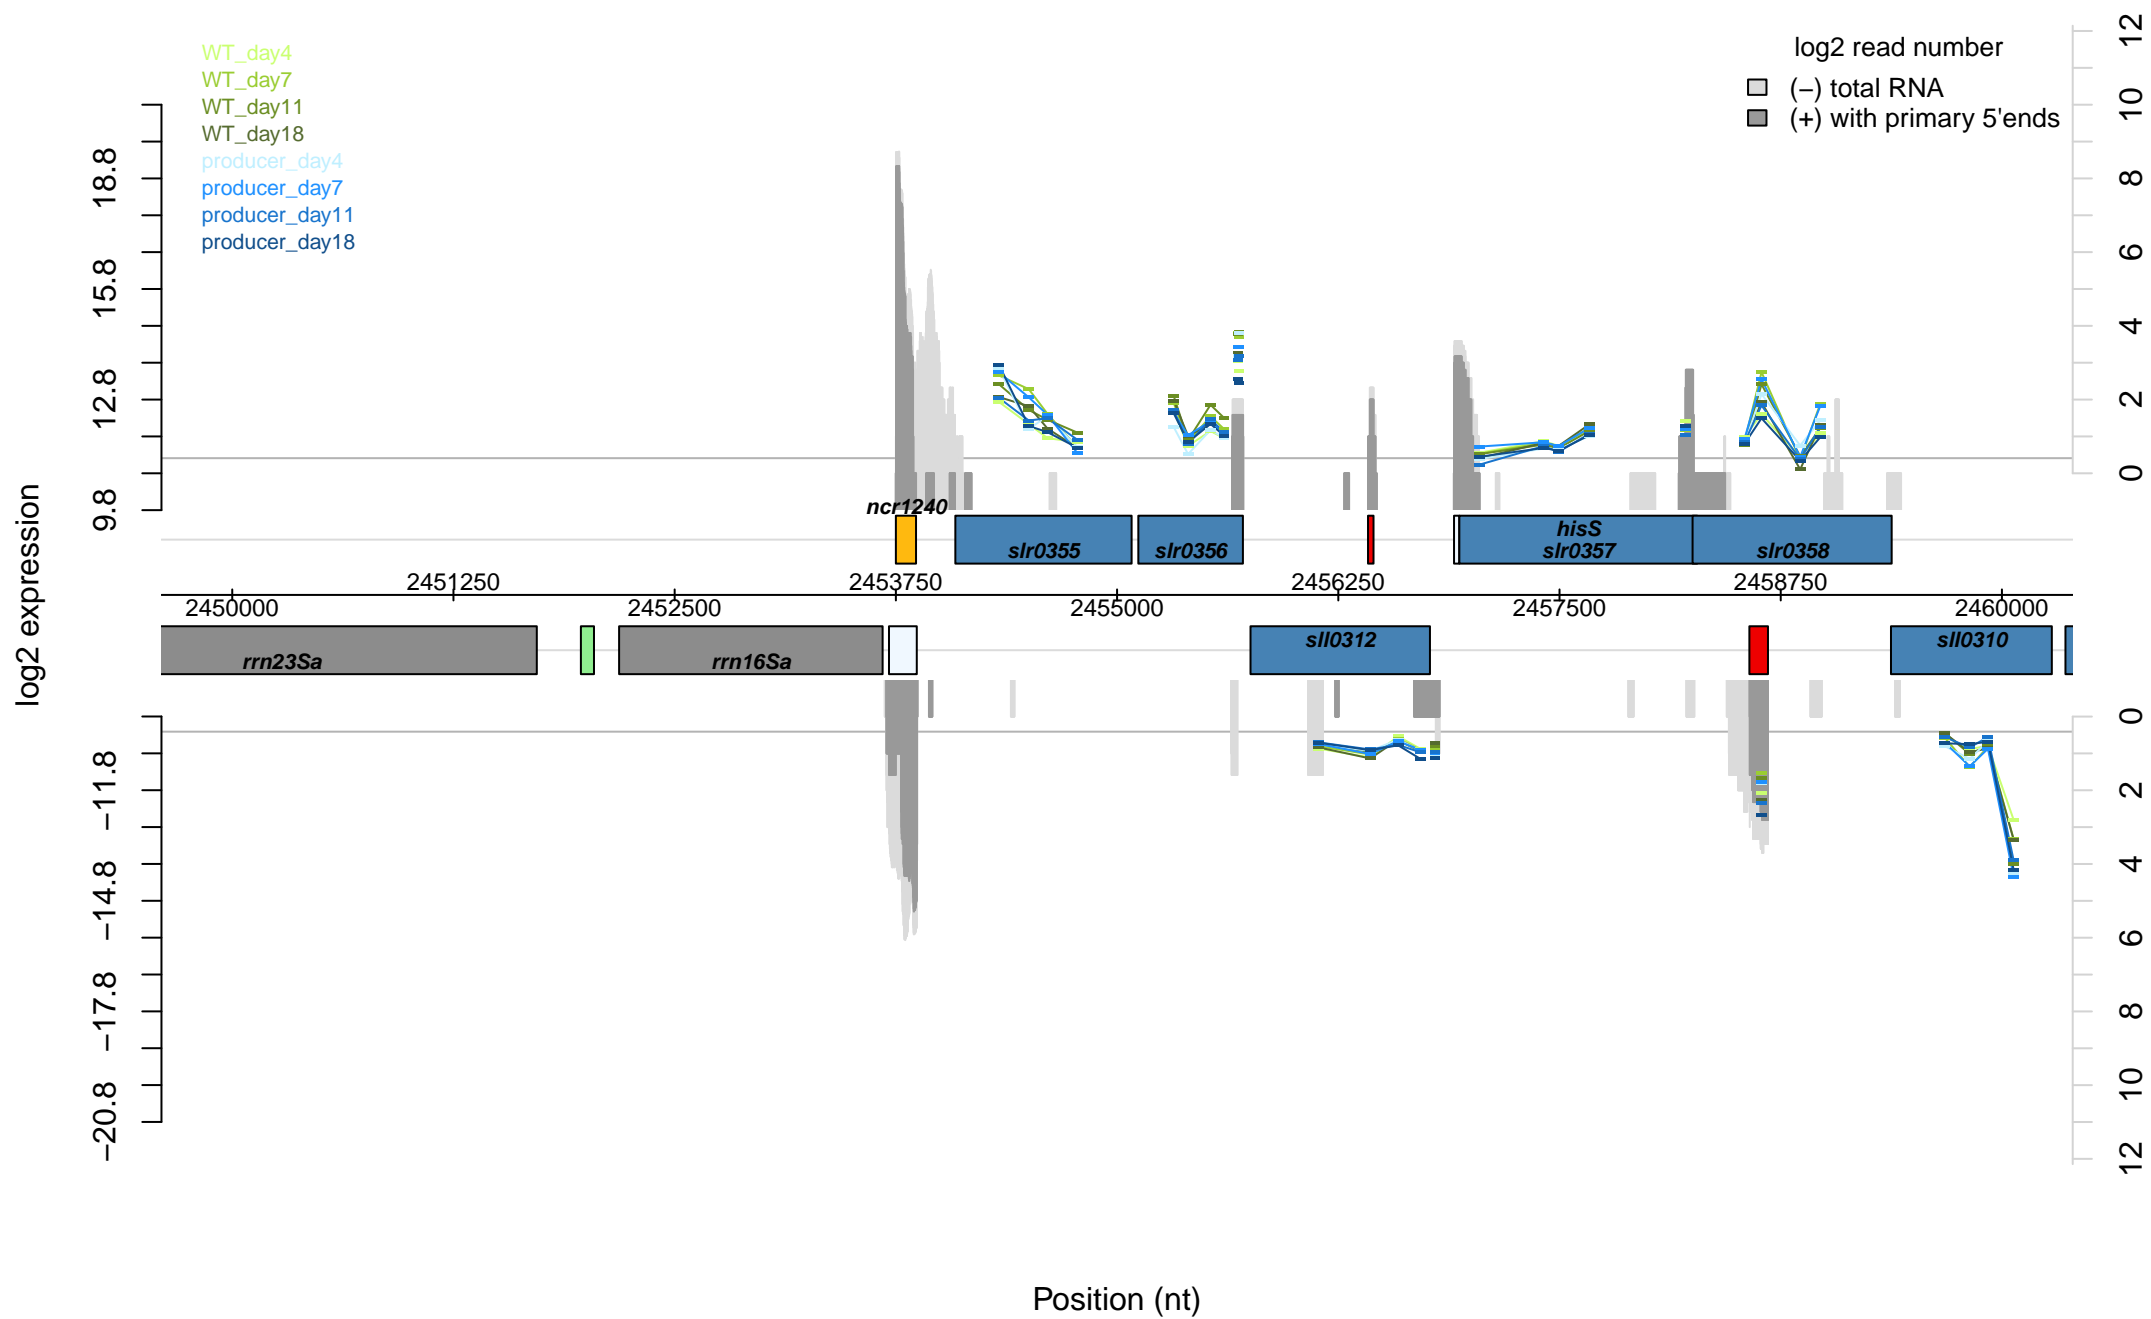 WT_day4
WT_day7
WT_day11
WT_day18
producer_day4
producer_day7
producer_day11
producer_day18
log2 read number
(−) total RNA
(+) with primary 5'ends
log2 expression
18.8
15.8
12.8
9.8
12
10
8
6
4
2
0
ncr1240
slr0355
slr0356
hisS
slr0357
slr0358
2451250
2453750
2456250
2458750
2450000
2452500
2455000
2457500
2460000
rrn23Sa
rrn16Sa
sll0312
sll0310
−11.8
−14.8
−17.8
−20.8
0
2
4
6
8
10
12
Position (nt)